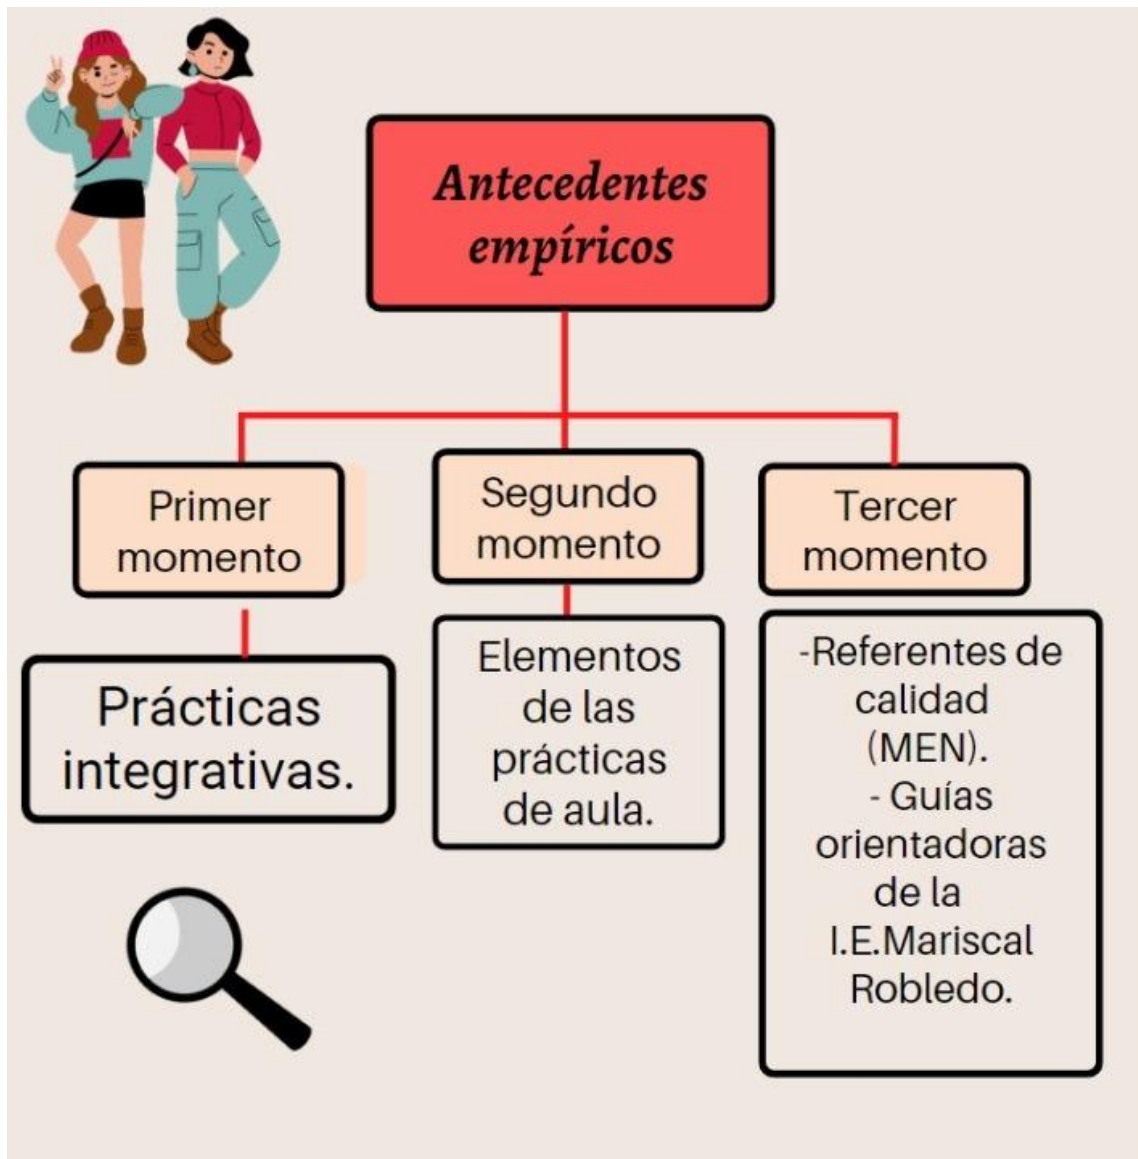 Antecedentes
empíricos
Primer
momento
Prácticas
integrativas.
Segundo
momento
Elementos
de las
prácticas
de aula.
Tercer
momento
-Referentes de
calidad
(MEN).
- Guías
orientadoras
de la
I.E.Mariscal
Robledo.